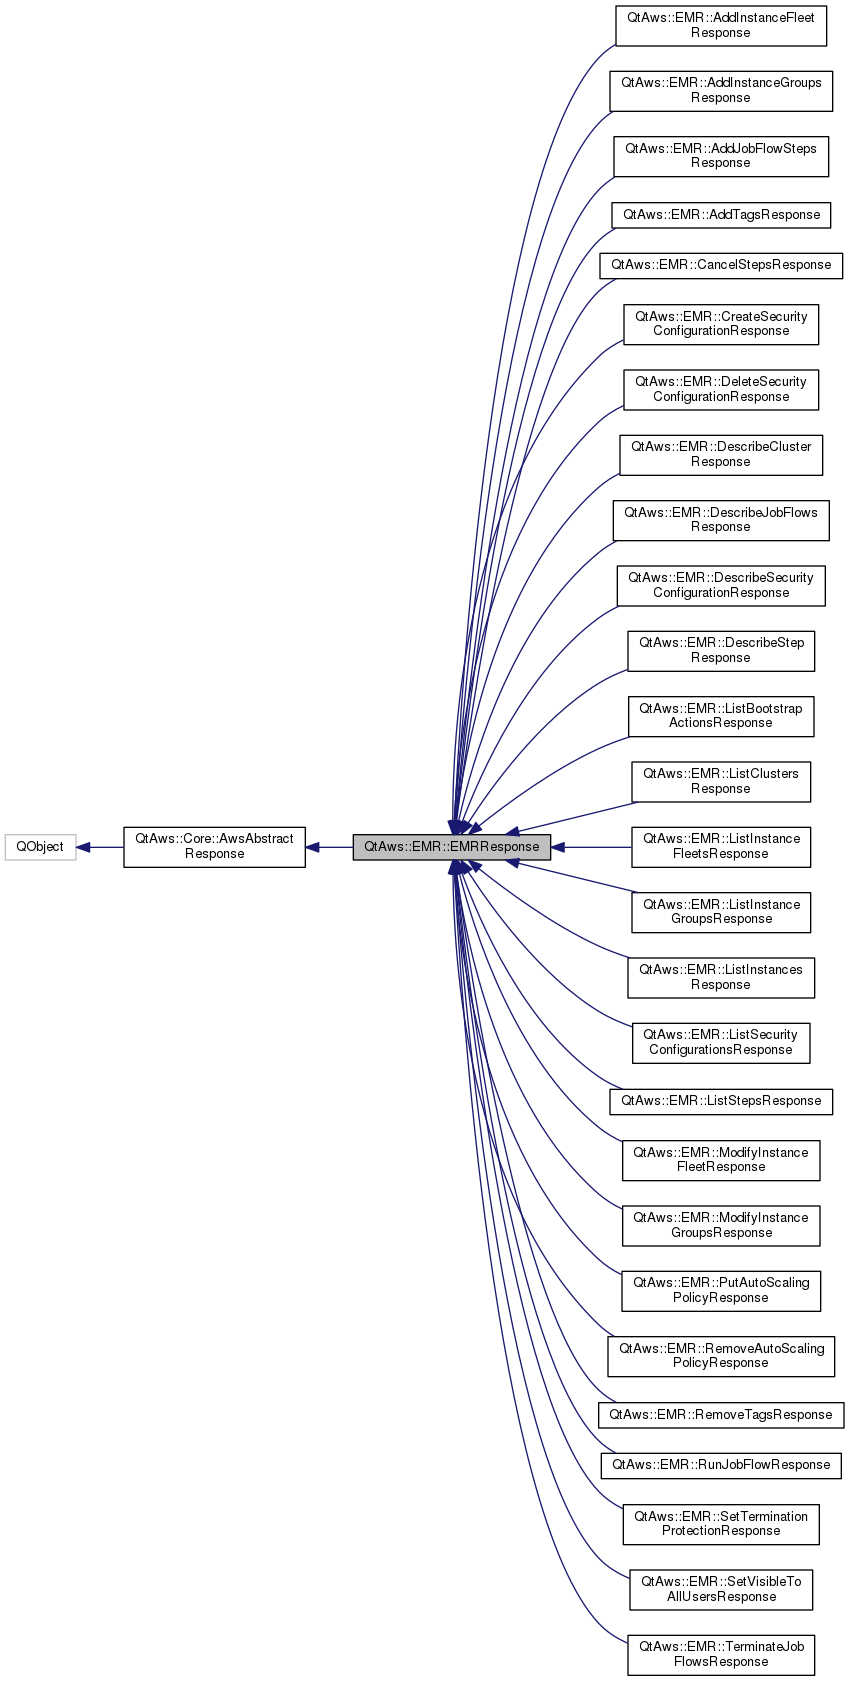 QObject
QtAws::Core::AwsAbstract
Response
QtAws::EMR::EMRResponse
QtAws::EMR::AddInstanceFleet
Response
QtAws::EMR::AddInstanceGroups
Response
QtAws::EMR::AddJobFlowSteps
Response
QtAws::EMR::AddTagsResponse
QtAws::EMR::CancelStepsResponse
QtAws::EMR::CreateSecurity
ConfigurationResponse
QtAws::EMR::DeleteSecurity
ConfigurationResponse
QtAws::EMR::DescribeCluster
Response
QtAws::EMR::DescribeJobFlows
Response
QtAws::EMR::DescribeSecurity
ConfigurationResponse
QtAws::EMR::DescribeStep
Response
QtAws::EMR::ListBootstrap
ActionsResponse
QtAws::EMR::ListClusters
Response
QtAws::EMR::ListInstance
FleetsResponse
QtAws::EMR::ListInstance
GroupsResponse
QtAws::EMR::ListInstances
Response
QtAws::EMR::ListSecurity
ConfigurationsResponse
QtAws::EMR::ListStepsResponse
QtAws::EMR::ModifyInstance
FleetResponse
QtAws::EMR::ModifyInstance
GroupsResponse
QtAws::EMR::PutAutoScaling
PolicyResponse
QtAws::EMR::RemoveAutoScaling
PolicyResponse
QtAws::EMR::RemoveTagsResponse
QtAws::EMR::RunJobFlowResponse
QtAws::EMR::SetTermination
ProtectionResponse
QtAws::EMR::SetVisibleTo
AllUsersResponse
QtAws::EMR::TerminateJob
FlowsResponse